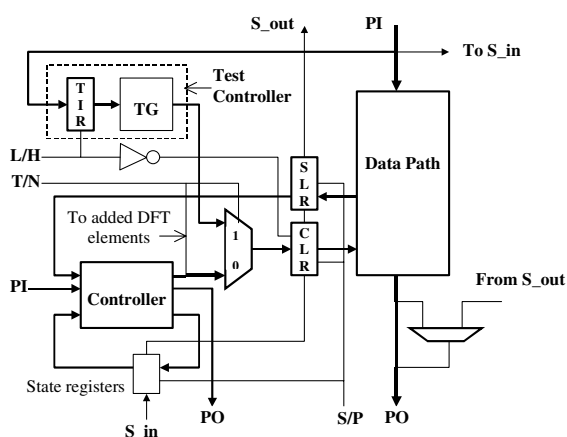 S_out
PI
To S_in
Test
Controller
T
I
R
TG
L/H
T/N
S
L
R
Data Path
To added DFT
elements
1
0
C
L
R
PI
Controller
From S_out
State registers
S_in
PO
S/P
PO